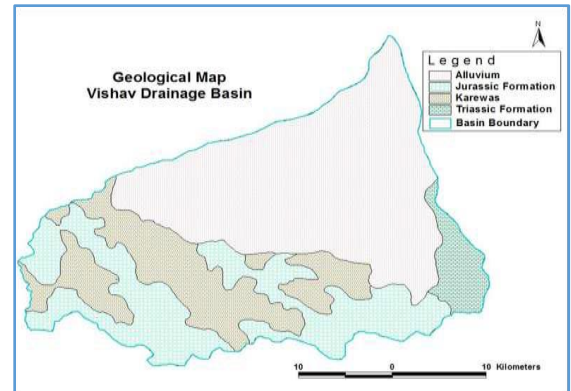 N
Geological Map
Vishav Drainage Basin
Legend
Alluvium
Jurassic Formation
Karewas
Triassic Formation
Basin Boundary
10 0 10 Kilometers